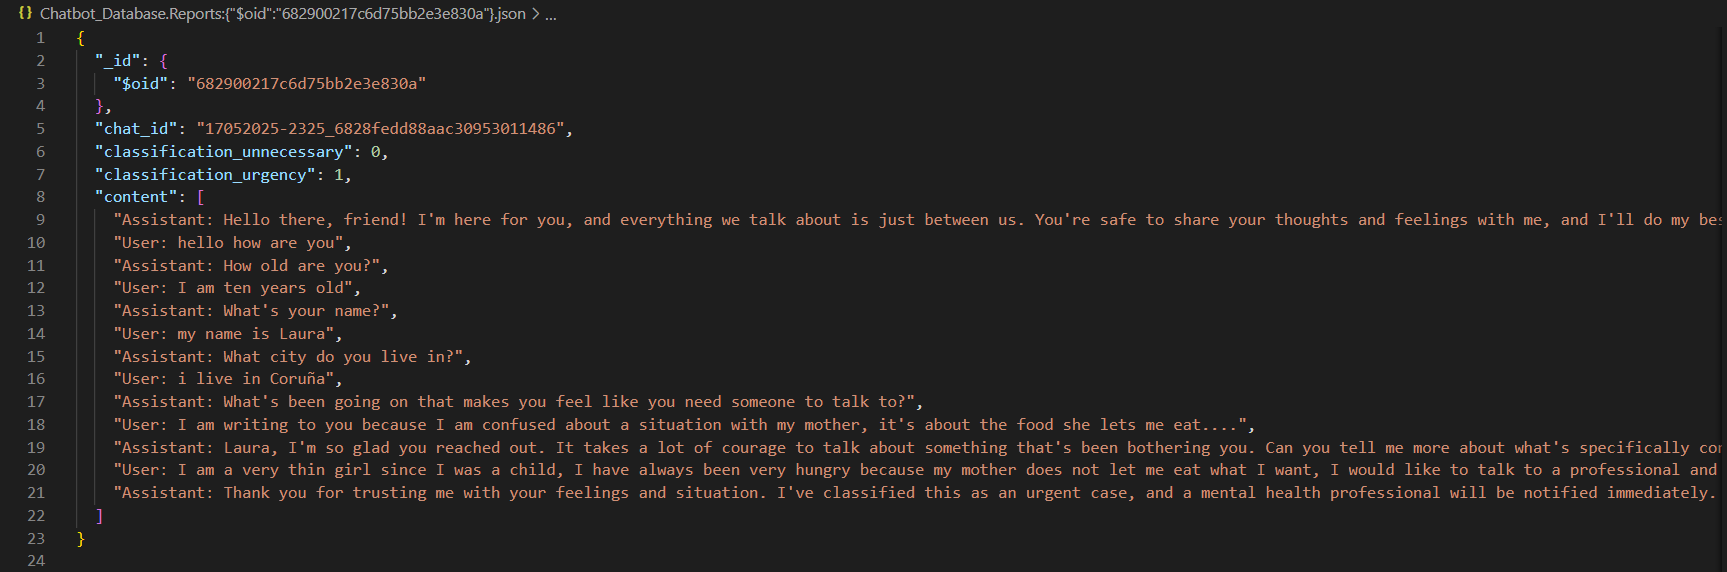 {} Chatbot_Database.Reports:{"$oid":"682900217c6d75bb2e3e830a"}.json > ...
1 {
2 "_id": {
3 "$oid": "682900217c6d75bb2e3e830a"
4 },
5 "chat_id": "17052025-2325_6828fedd88aac30953011486",
6 "classification_unnecessary": 0,
7 "classification_urgency": 1,
8 "content": [
9 "Assistant: Hello there, friend! I'm here for you, and everything we talk about is just between us. You're safe to share your thoughts and feelings with me, and I'll do my
10 "User: hello how are you",
11 "Assistant: How old are you?",
12 "User: I am ten years old",
13 "Assistant: What's your name?",
14 "User: my name is Laura",
15 "Assistant: What city do you live in?",
16 "User: i live in Coruña",
17 "Assistant: What's been going on that makes you feel like you need someone to talk to?",
18 "User: I am writing to you because I am confused about a situation with my mother, it's about the food she lets me eat....",
19 "Assistant: Laura, I'm so glad you reached out. It takes a lot of courage to talk about something that's been bothering you. Can you tell me more about what's specifically
20 "User: I am a very thin girl since I was a child, I have always been very hungry because my mother does not let me eat what I want, I would like to talk to a professional and
21 "Assistant: Thank you for trusting me with your feelings and situation. I've classified this as an urgent case, and a mental health professional will be notified immediately.
22 ]
23 }
24